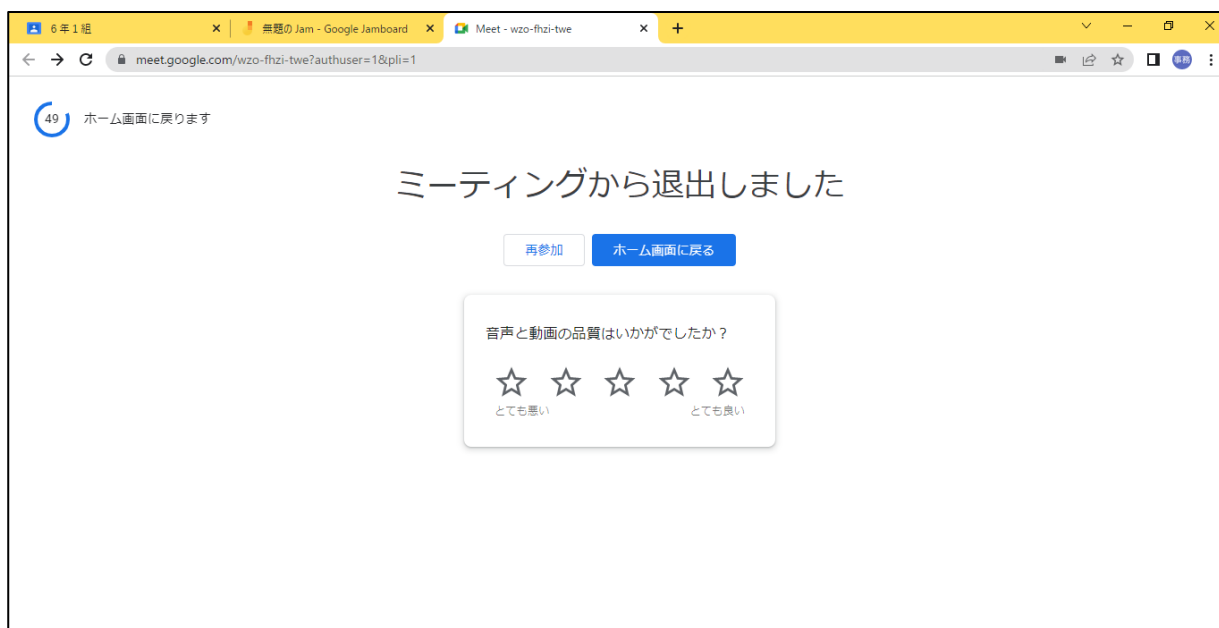 6年1組
無題の Jam - Google Jamboard
Meet - wzo-fhzi-twe
meet.google.com/wzo-fhzi-twe?authuser=1&pli=1
事務
49 ホーム画面に戻ります
ミーティングから退出しました
再参加
ホーム画面に戻る
音声と動画の品質はいかがでしたか？
とても悪い
とても良い